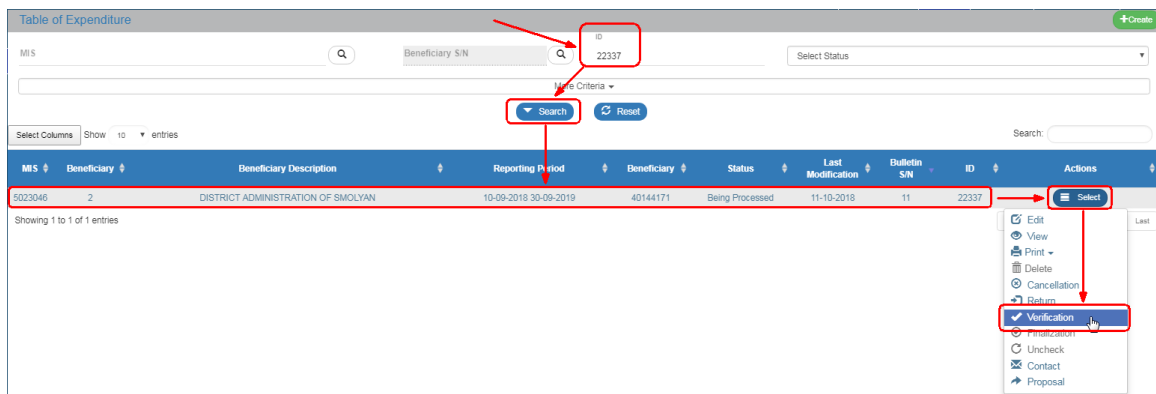 Table of Expenditure
+Create
ID
MIS
Beneficiary S/N
22337
Select Status
More Criteria
Search
Reset
Select Columns Show 10 entries
Search:
MIS Beneficiary Beneficiary Description Reporting Period Beneficiary Status Last Modification Bulletin S/N ID Actions
5023046 2 DISTRICT ADMINISTRATION OF SMOLYAN 10-09-2018 30-09-2019 40144171 Being Processed 11-10-2018 11 22337 Select
Showing 1 to 1 of 1 entries
Last
Edit
View
Print
Delete
Cancellation
Return
Verification
Finalization
Uncheck
Contact
Proposal